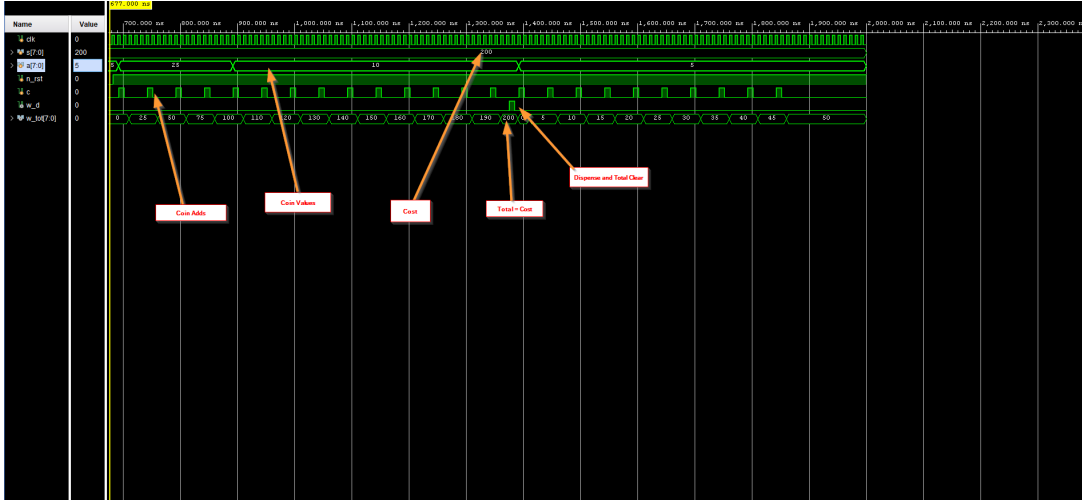 677.000 ns
Name Value
700.000 ns 800.000 ns 900.000 ns 1,000.000 ns 1,100.000 ns 1,200.000 ns 1,300.000 ns 1,400.000 ns 1,500.000 ns 1,600.000 ns 1,700.000 ns 1,800.000 ns 1,900.000 ns 2,000.000 ns 2,100.000 ns 2,200.000 ns 2,300.000 ns
clk 0
s[7:0] 200 200
a[7:0] 5 5 25 10 5
n_rst 0
c 0
w_d 0
w_tot[7:0] 0 0 25 50 75 100 110 120 130 140 150 160 170 180 190 200 0 5 10 15 20 25 30 35 40 45 50
Dispense and Total Clear
Coin Values
Coin Adds
Cost
Total = Cost